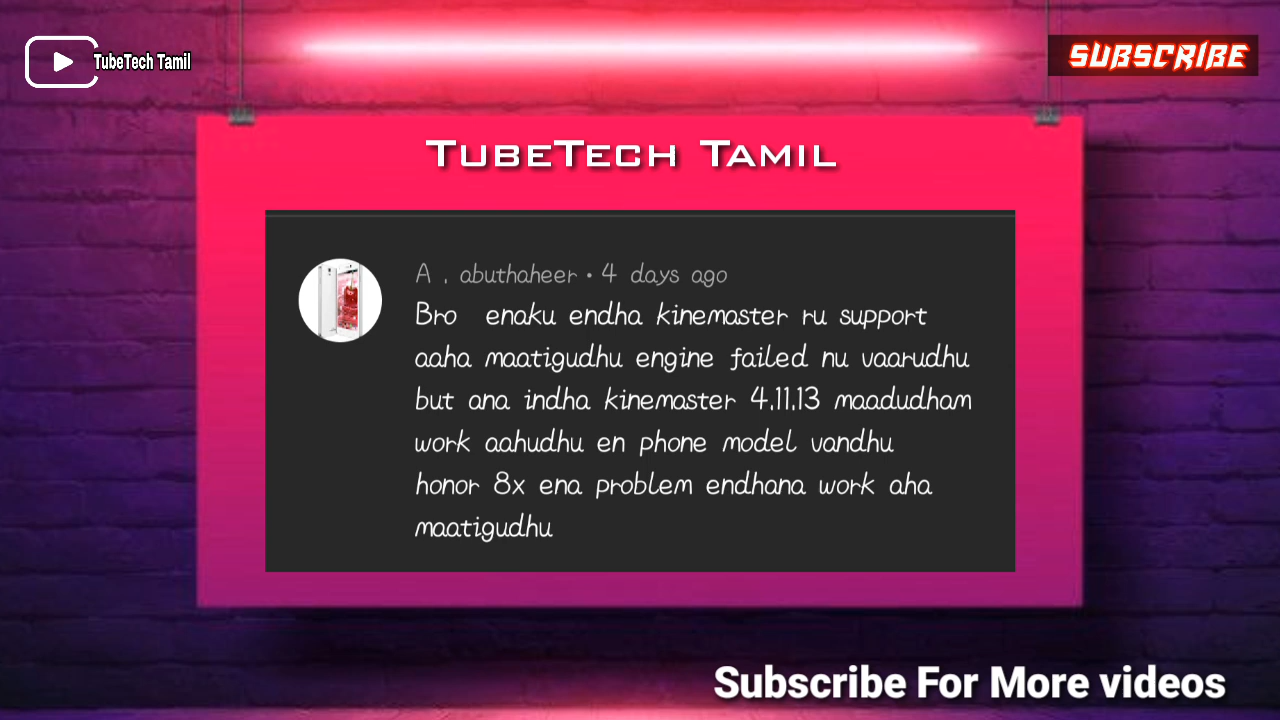 TubeTech Tamil
SUBSCRIBE
TUBETECH TAMIL
A . abuthaheer • 4 days ago
Bro enaku endha kinemaster ru support
aaha maatigudhu engine failed nu vaarudhu
but ana indha kinemaster 4.11.13 maadudham
work aahudhu en phone model vandhu
honor 8x ena problem endhana work aha
maatigudhu
Subscribe For More videos